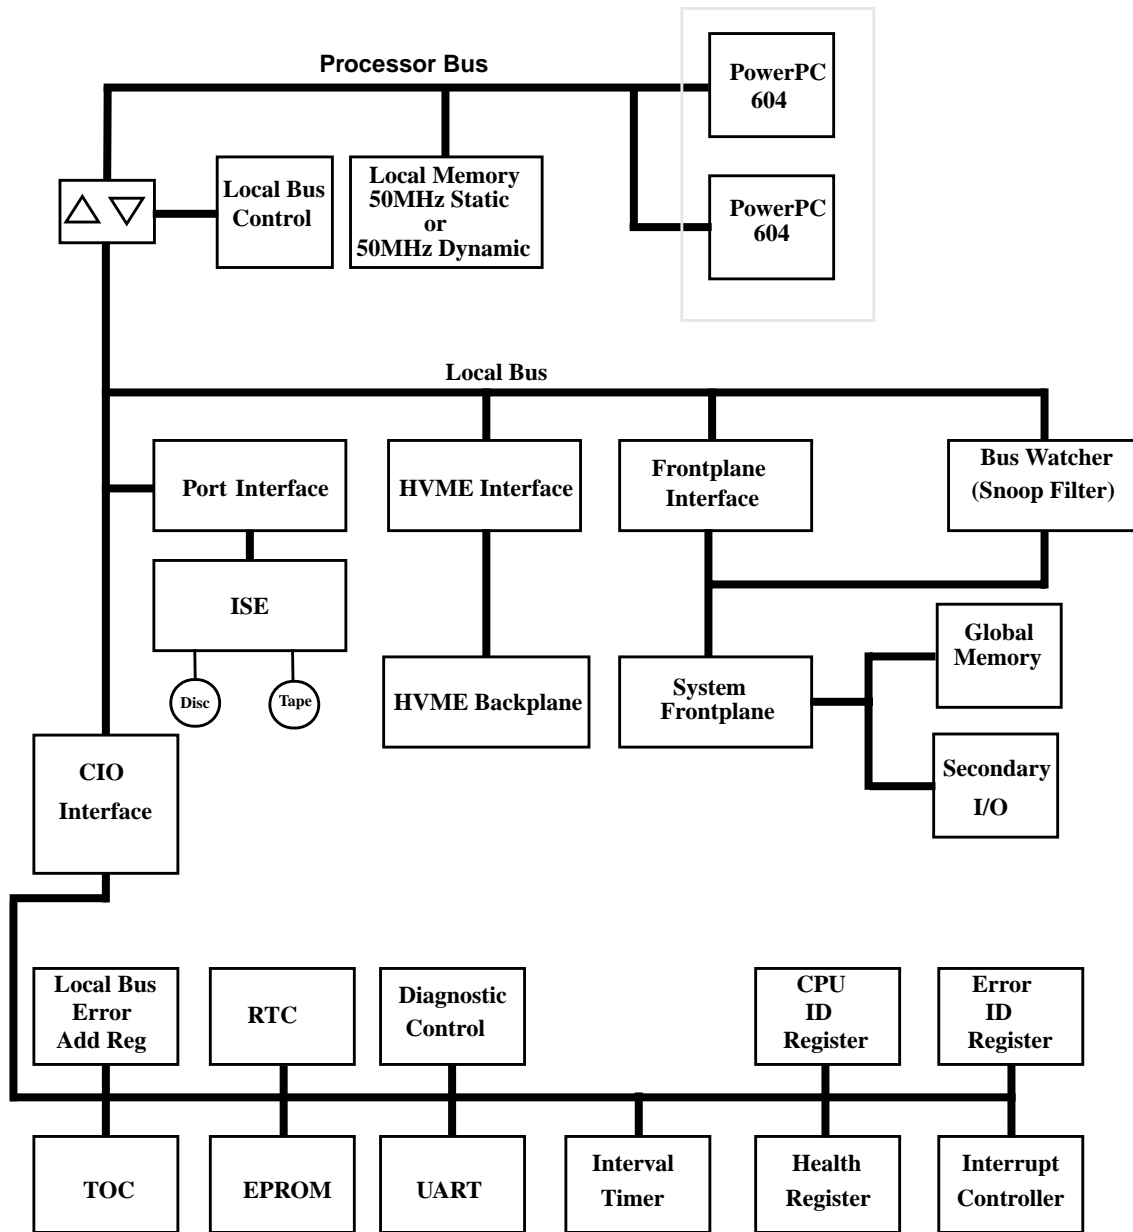 Processor Bus
PowerPC
604
Local Bus
Control
Local Memory
50MHz Static
or
50MHz Dynamic
PowerPC
604
Local Bus
Port Interface
HVME Interface
Frontplane
Interface
Bus Watcher
(Snoop Filter)
ISE
Disc
Tape
HVME Backplane
System
Frontplane
Global
Memory
Secondary
I/O
CIO
Interface
Local Bus
Error
Add Reg
RTC
Diagnostic
Control
CPU
ID
Register
Error
ID
Register
TOC
EPROM
UART
Interval
Timer
Health
Register
Interrupt
Controller